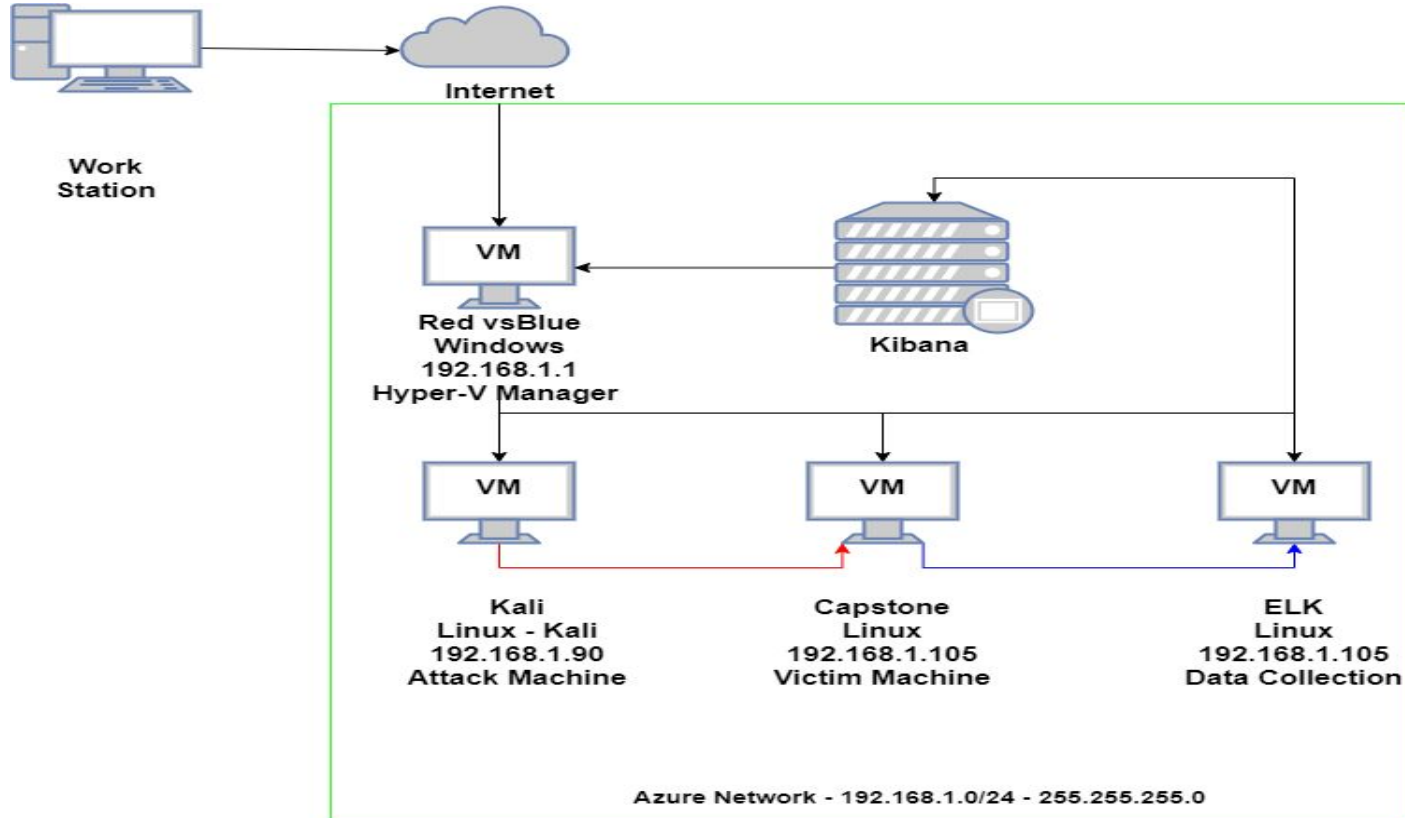 Internet
Work
Station
VM
Red vsBlue
Windows
192.168.1.1
Hyper-V Manager
Kibana
VM
Kali
Linux - Kali
192.168.1.90
Attack Machine
VM
Capstone
Linux
192.168.1.105
Victim Machine
VM
ELK
Linux
192.168.1.105
Data Collection
Azure Network - 192.168.1.0/24 - 255.255.255.0